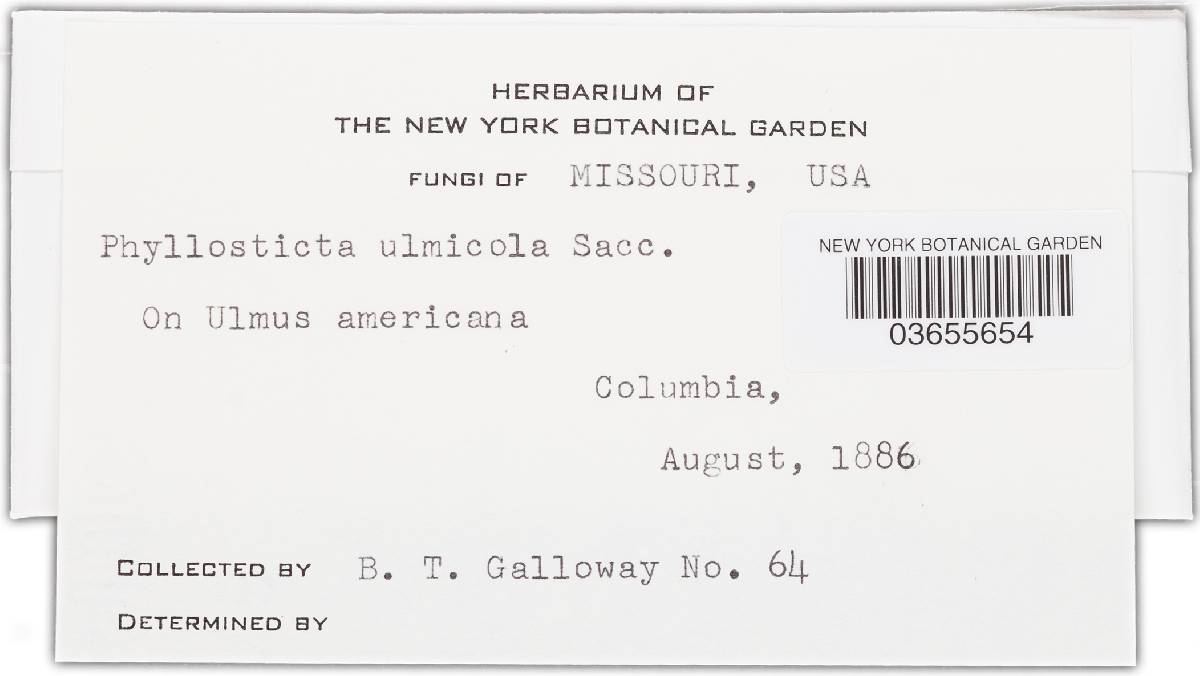 HERBARIUM OF
THE NEW YORK BOTANICAL GARDEN
FUNGI OF MISSOURI, USA
Phyllosticta ulmicola Sacc.
NEW YORK BOTANICAL GARDEN
03655654
On Ulmus americana
Columbia,
August, 1886
COLLECTED BY B. T. Galloway No. 64
DETERMINED BY